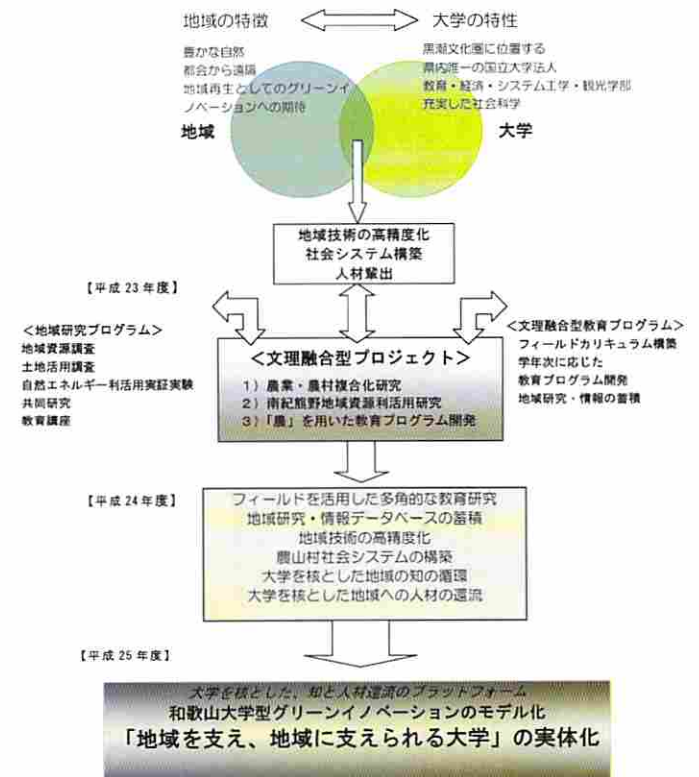 地域の特徴
大学の特性
豊かな自然
都会から遠隔
地域再生としてのグリーンイ
ノベーションへの期待
地域
黒潮文化圏に位置する
県内唯一の国立大学法人
教育・経済・システム工学・観光学部
充実した社会科学
大学
地域技術の高精度化
社会システム構築
人材輩出
【平成23年度】
＜地域研究プログラム＞
地域資源調査
土地活用調査
自然エネルギー利活用実証実験
共同研究
教育講座
＜文理融合型プロジェクト＞
1）農業・農村複合化研究
2）南紀熊野地域資源利活用研究
3）「農」を用いた教育プログラム開発
＜文理融合型教育プログラム＞
フィールドカリキュラム構築
学年次に応じた
教育プログラム開発
地域研究・情報の蓄積
【平成24年度】
フィールドを活用した多角的な教育研究
地域研究・情報データベースの蓄積
地域技術の高精度化
農山村社会システムの構築
大学を核とした地域の知の循環
大学を核とした地域への人材の還流
【平成25年度】
大学を核とした、知と人材還流のプラットフォーム
和歌山大学型グリーンイノベーションのモデル化
「地域を支え、地域に支えられる大学」の実体化